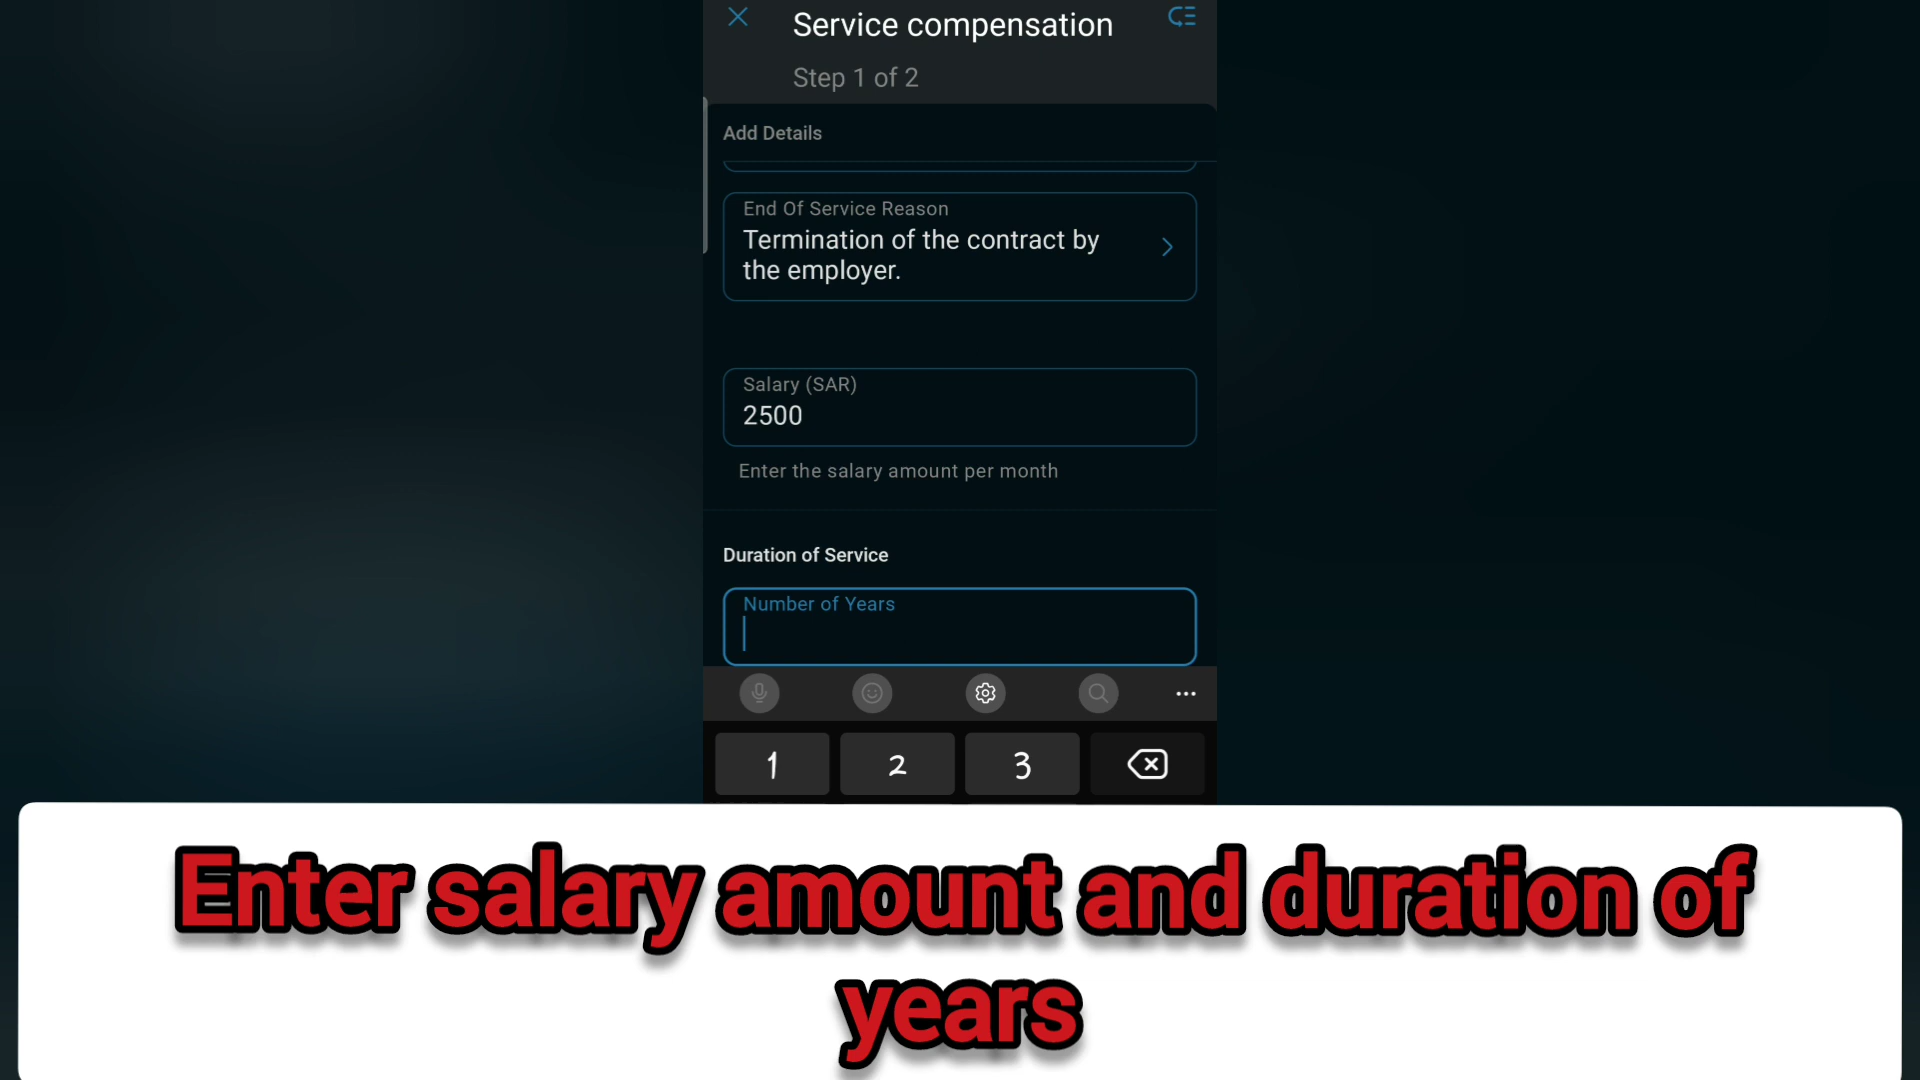 Service compensation
Step 1 of 2
Add Details
End Of Service Reason
Termination of the contract by
the employer.
Salary (SAR)
2500
Enter the salary amount per month
Duration of Service
Number of Years
1 2 3
Enter salary amount and duration of
years